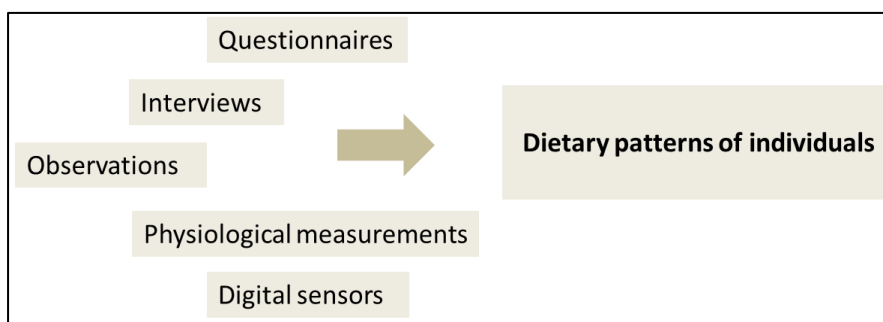 Questionnaires
Interviews
Observations
Physiological measurements
Digital sensors
Dietary patterns of individuals